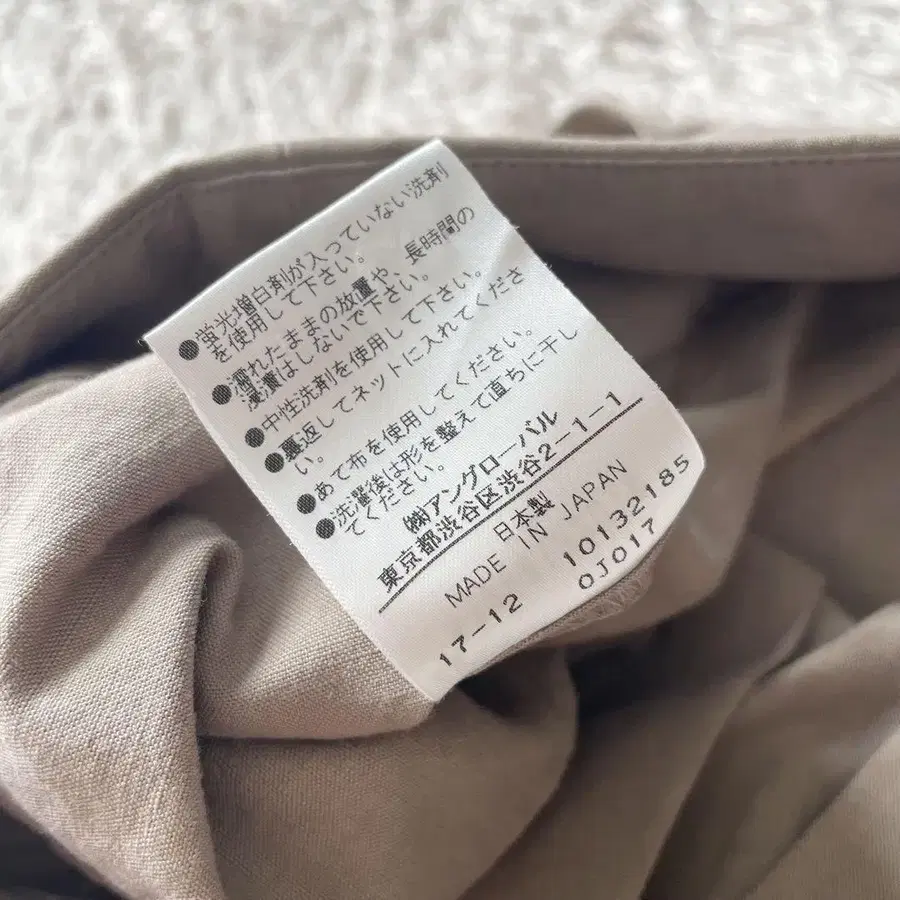 ●蛍光増白剤が入っていない洗剤
を使用して下さい。
●濡れたままの放置や、長時間の
浸漬はしないで下さい。
●中性洗剤を使用して下さい。
●裏返してネットに入れてくださ
い。
●あて布を使用してください。
●洗濯後は形を整えて直ちに干し
てください。
㈱アングローバル
東京都渋谷区渋谷2-1-1
日本製
MADE IN JAPAN
17-12 10132185
0J017